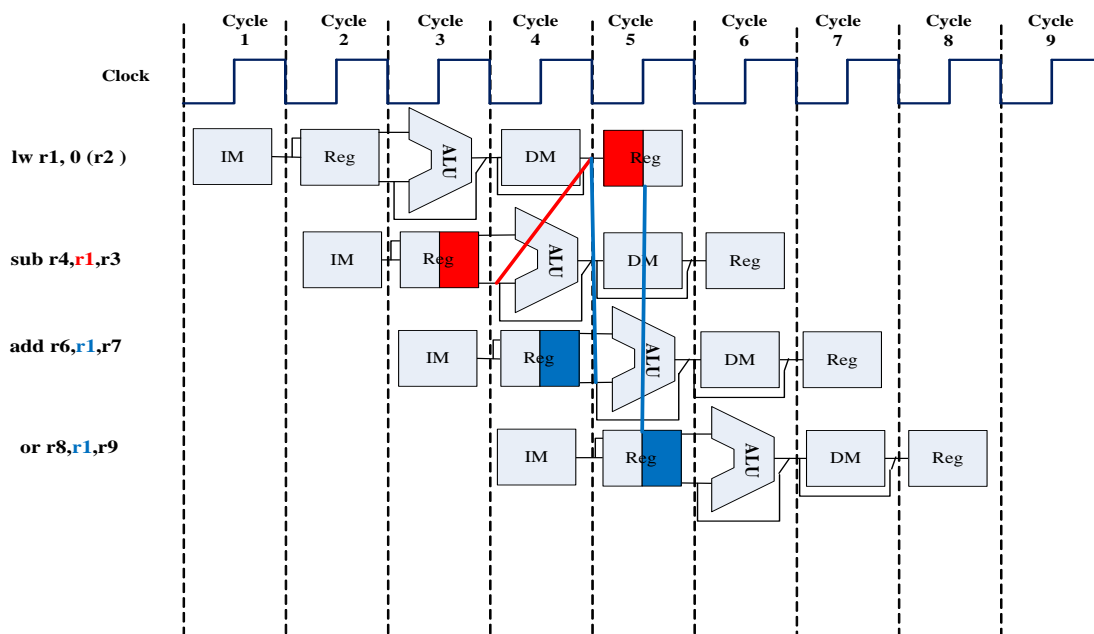 Cycle 1 Cycle 2 Cycle 3 Cycle 4 Cycle 5 Cycle 6 Cycle 7 Cycle 8 Cycle 9
Clock
lw r1, 0 (r2 ) IM Reg ALU DM Reg
sub r4,r1,r3 IM Reg ALU DM Reg
add r6,r1,r7 IM Reg ALU DM Reg
or r8,r1,r9 IM Reg ALU DM Reg